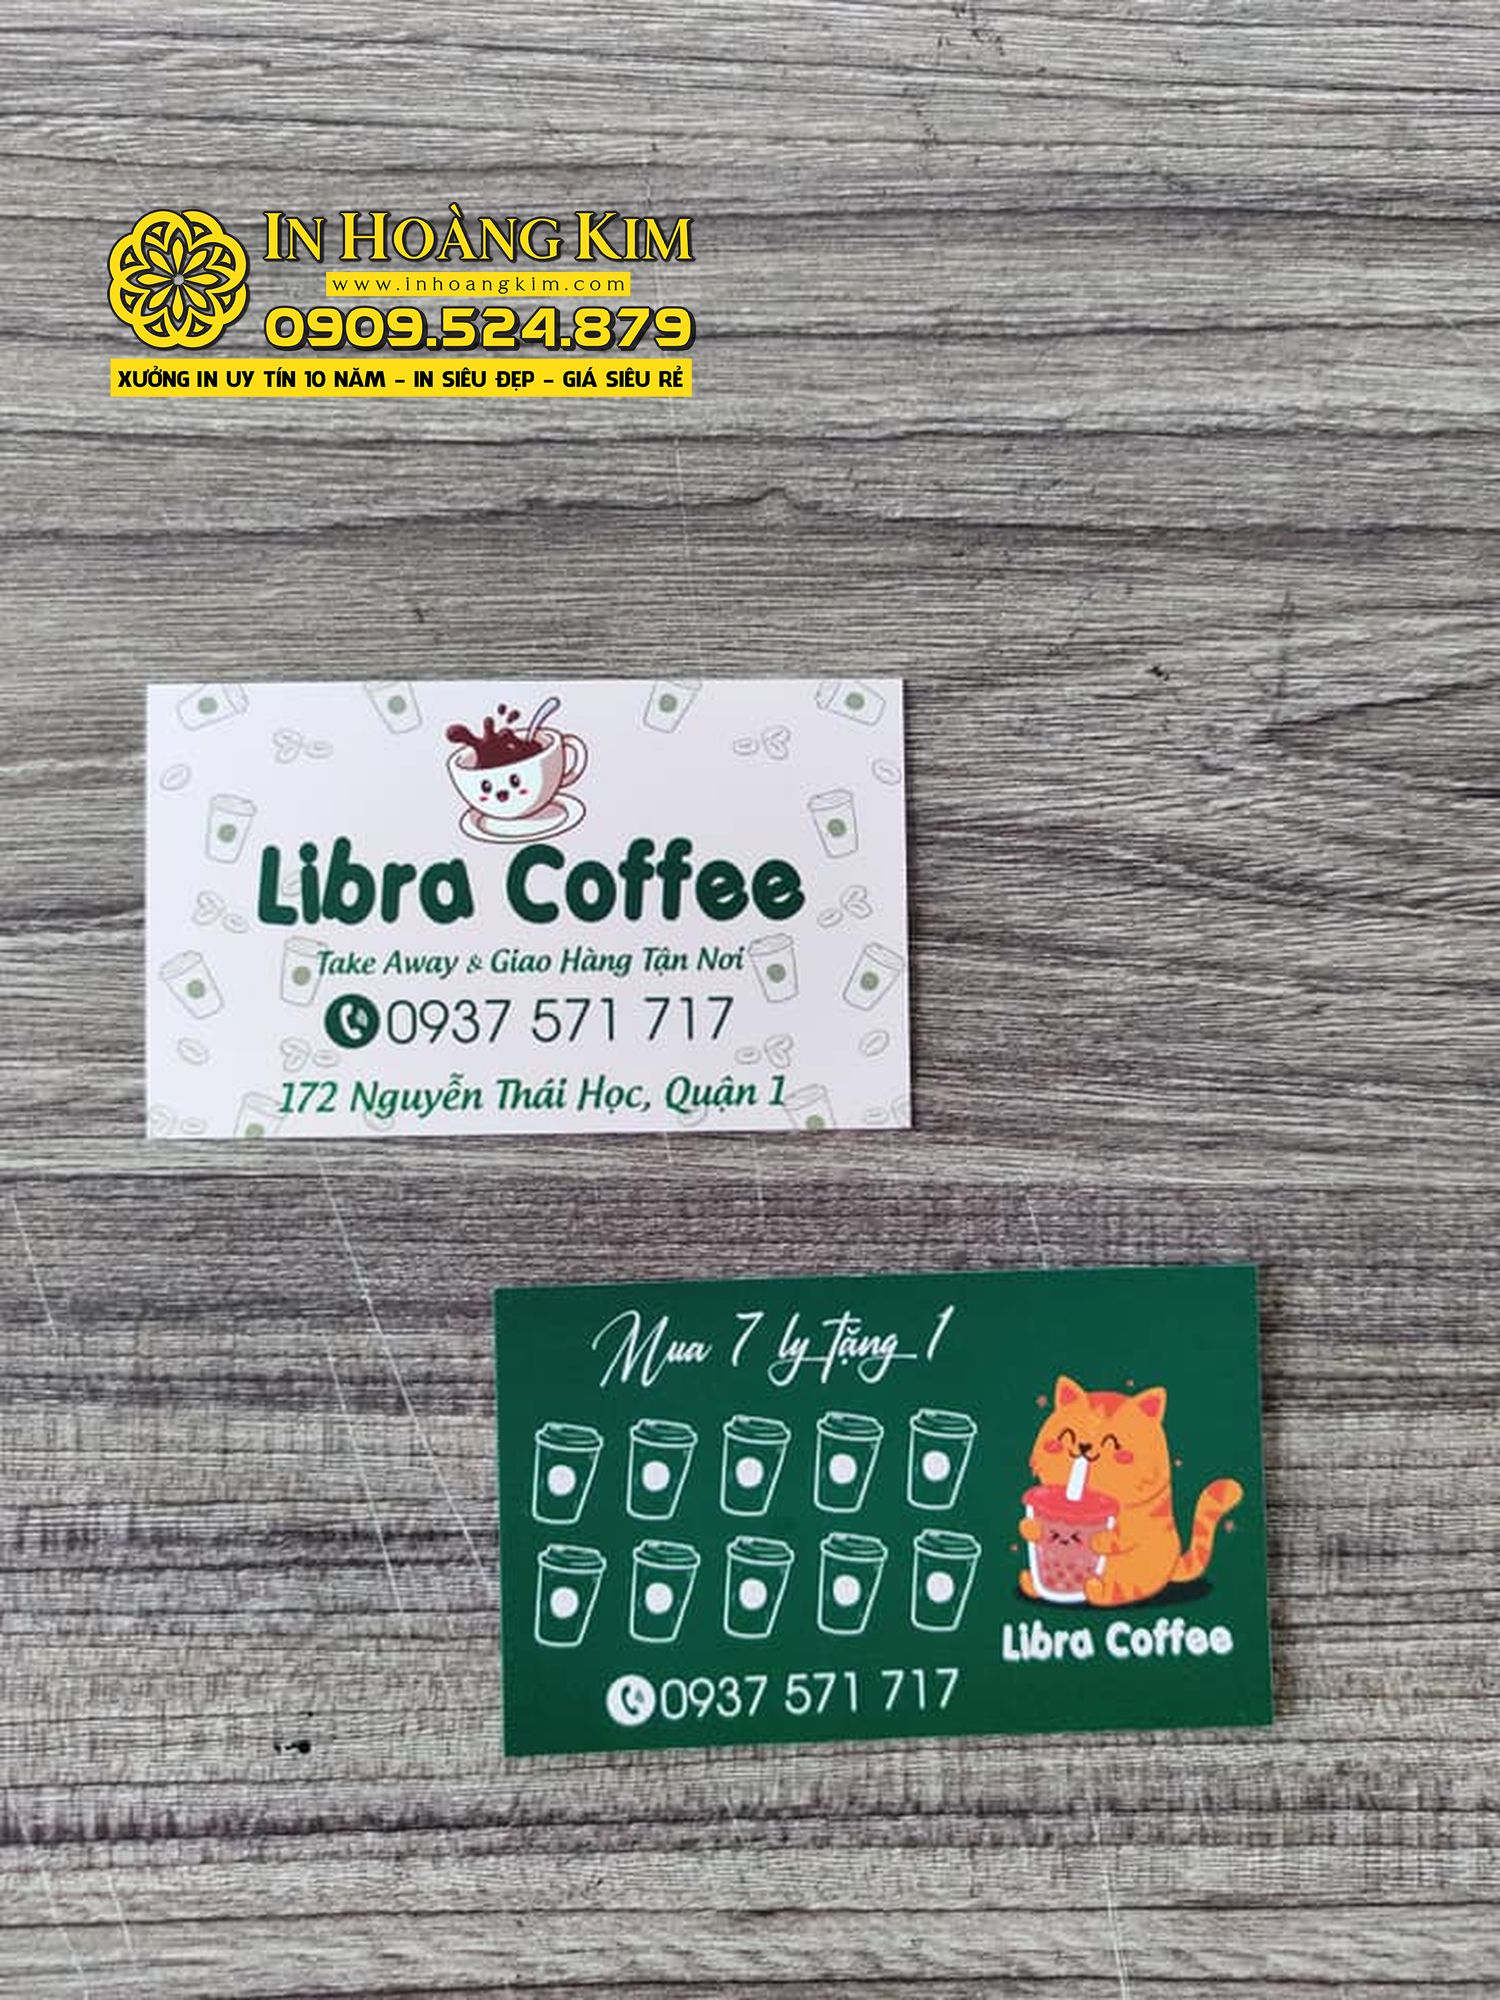 IN HOÀNG KIM
www.inhoangkim.com
0909.524.879
XƯỞNG IN UY TÍN 10 NĂM - IN SIÊU ĐẸP - GIÁ SIÊU RẺ
Libra Coffee
Take Away & Giao Hàng Tận Nơi
0937 571 717
172 Nguyễn Thái Học, Quận 1
Mua 7 ly tặng 1
Libra Coffee
0937 571 717